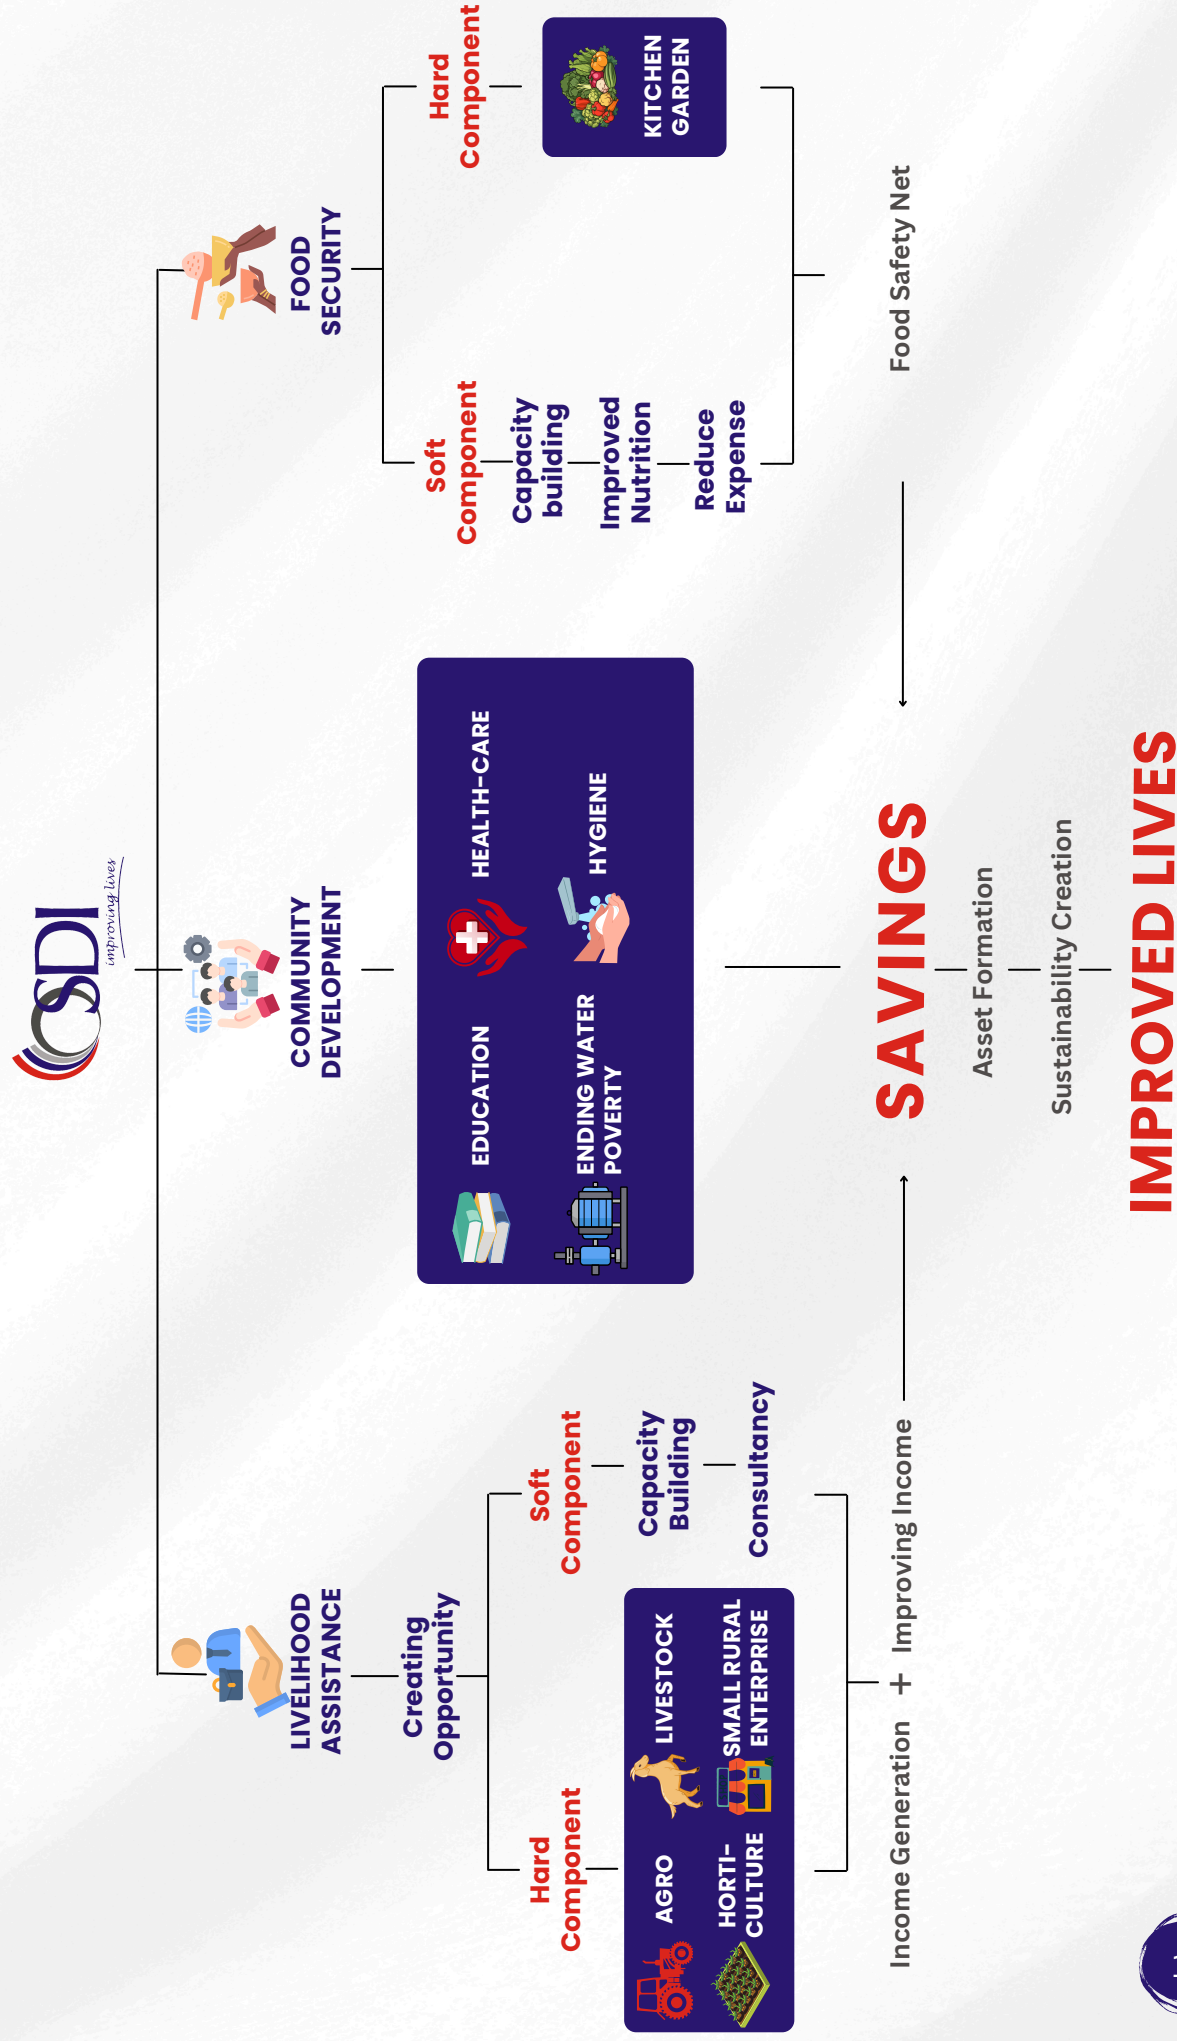 SDI
improving lives
LIVELIHOOD
ASSISTANCE
Creating
Opportunity
Hard
Component
AGRO
LIVESTOCK
HORTI-
CULTURE
SMALL RURAL
ENTERPRISE
Soft
Component
Capacity
Building
Consultancy
Income Generation + Improving Income
COMMUNITY
DEVELOPMENT
EDUCATION
HEALTH-CARE
ENDING WATER
POVERTY
HYGIENE
FOOD
SECURITY
Soft
Component
Capacity
building
Improved
Nutrition
Reduce
Expense
Hard
Component
KITCHEN
GARDEN
Food Safety Net
SAVINGS
Asset Formation
Sustainability Creation
IMPROVED LIVES